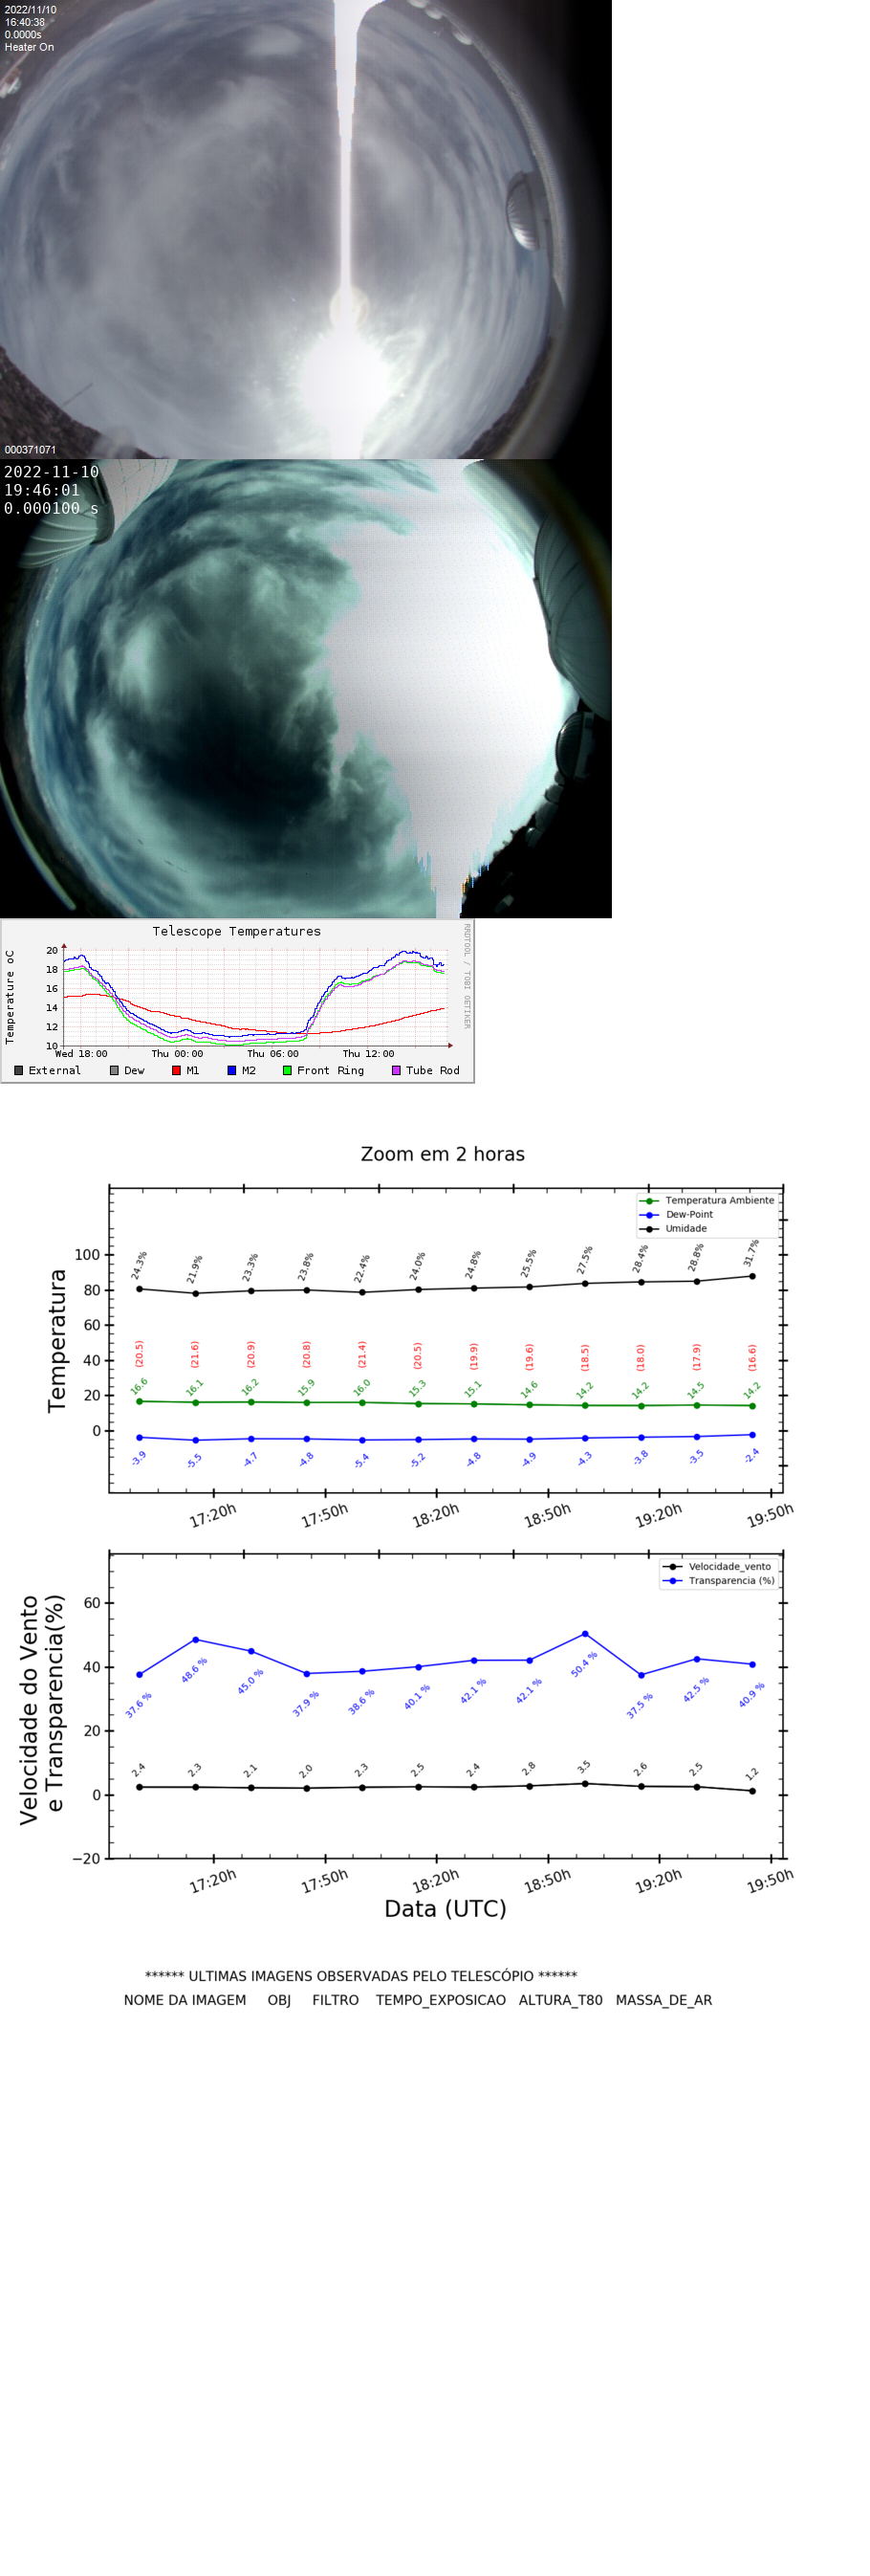 2022/11/10
16:40:38
0.0000s
Heater On
000371071
2022-11-10
19:46:01
0.000100 s
Telescope Temperatures
RRDTOOL / TOBI OETIKER
Temperature oC
20
18
16
14
12
10
Wed 18:00 Thu 00:00 Thu 06:00 Thu 12:00
External Dew M1 M2 Front Ring Tube Rod
Zoom em 2 horas
Temperatura Ambiente
Dew-Point
Umidade
Temperatura
100
80
60
40
20
0
24.3% 21.9% 23.3% 23.8% 22.4% 24.0% 24.8% 25.5% 27.5% 28.4% 28.8% 31.7%
(20.5) (21.6) (20.9) (20.8) (21.4) (20.5) (19.9) (19.6) (18.5) (18.0) (17.9) (16.6)
16.6 16.1 16.2 15.9 16.0 15.3 15.1 14.6 14.2 14.2 14.5 14.2
-3.9 -5.5 -4.7 -4.8 -5.4 -5.2 -4.8 -4.9 -4.3 -3.8 -3.5 -2.4
17:20h 17:50h 18:20h 18:50h 19:20h 19:50h
Velocidade_vento
Transparencia (%)
Velocidade do Vento
e Transparencia(%)
60
40
20
0
−20
37.6 % 48.6 % 45.0 % 37.9 % 38.6 % 40.1 % 42.1 % 42.1 % 50.4 % 37.5 % 42.5 % 40.9 %
2.4 2.3 2.1 2.0 2.3 2.5 2.4 2.8 3.5 2.6 2.5 1.2
17:20h 17:50h 18:20h 18:50h 19:20h 19:50h
Data (UTC)
****** ULTIMAS IMAGENS OBSERVADAS PELO TELESCÓPIO ******
NOME DA IMAGEM OBJ FILTRO TEMPO_EXPOSICAO ALTURA_T80 MASSA_DE_AR